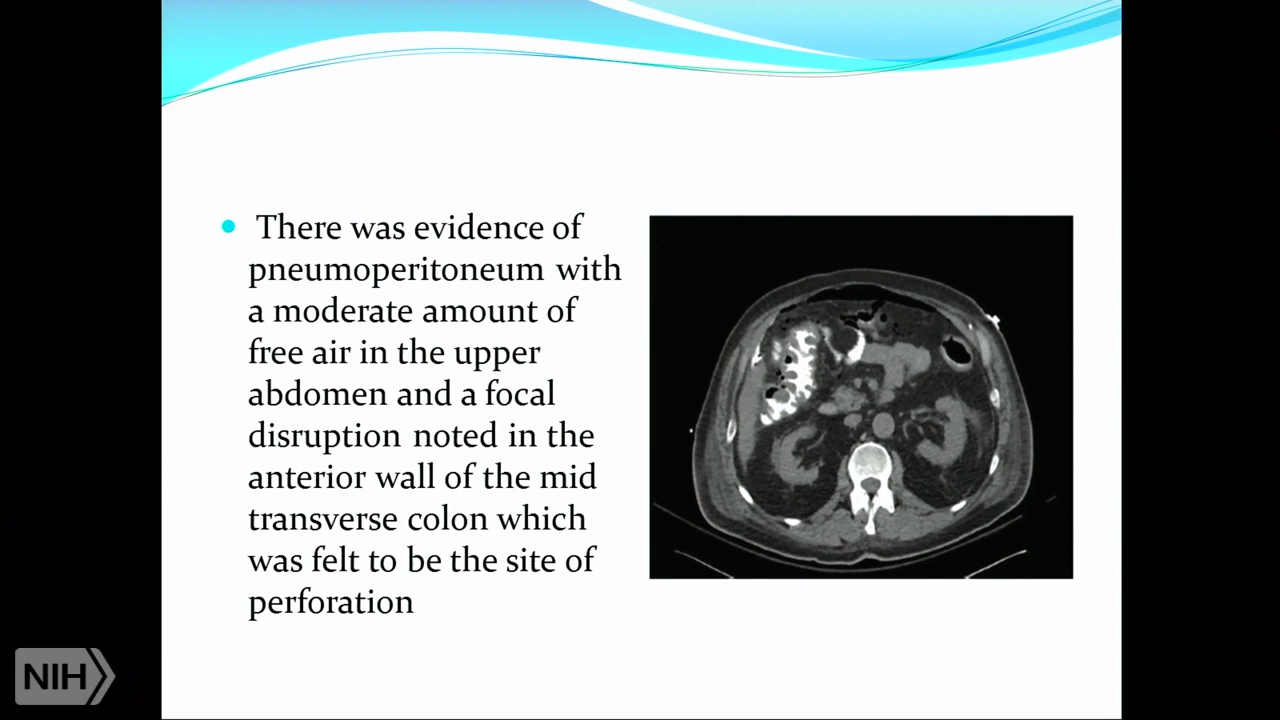 There was evidence of
pneumoperitoneum with
a moderate amount of
free air in the upper
abdomen and a focal
disruption noted in the
anterior wall of the mid
transverse colon which
was felt to be the site of
perforation
NIH